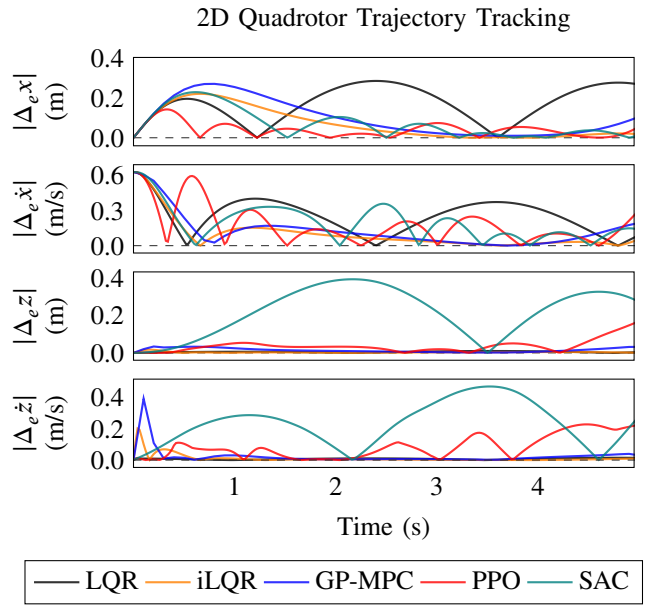 2D Quadrotor Trajectory Tracking
|Δₑx|
(m)
0.4
0.2
0.0
|Δₑẋ|
(m/s)
0.6
0.3
0.0
|Δₑz|
(m)
0.4
0.2
0.0
|Δₑż|
(m/s)
0.4
0.2
0.0
1 2 3 4
Time (s)
LQR iLQR GP-MPC PPO SAC